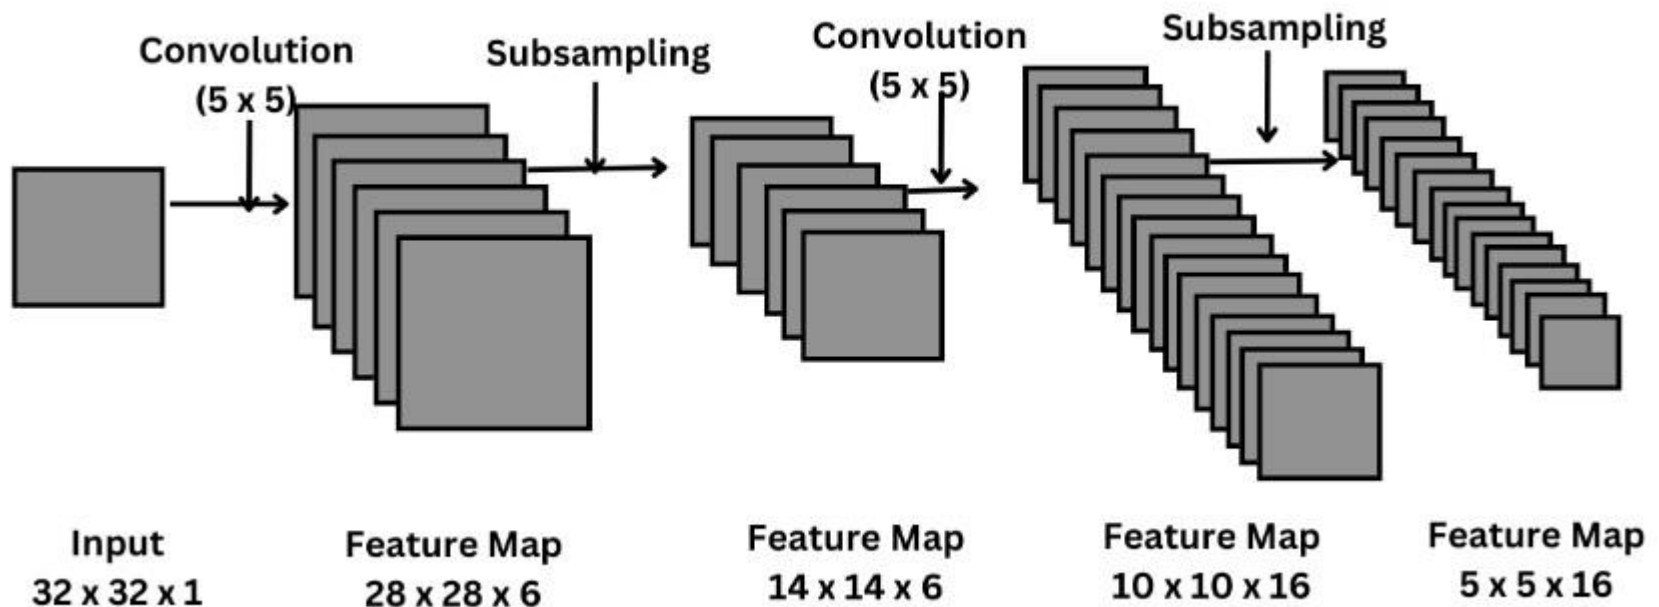 Convolution
(5 x 5)
Subsampling
Convolution
(5 x 5)
Subsampling
Input
32 x 32 x 1
Feature Map
28 x 28 x 6
Feature Map
14 x 14 x 6
Feature Map
10 x 10 x 16
Feature Map
5 x 5 x 16